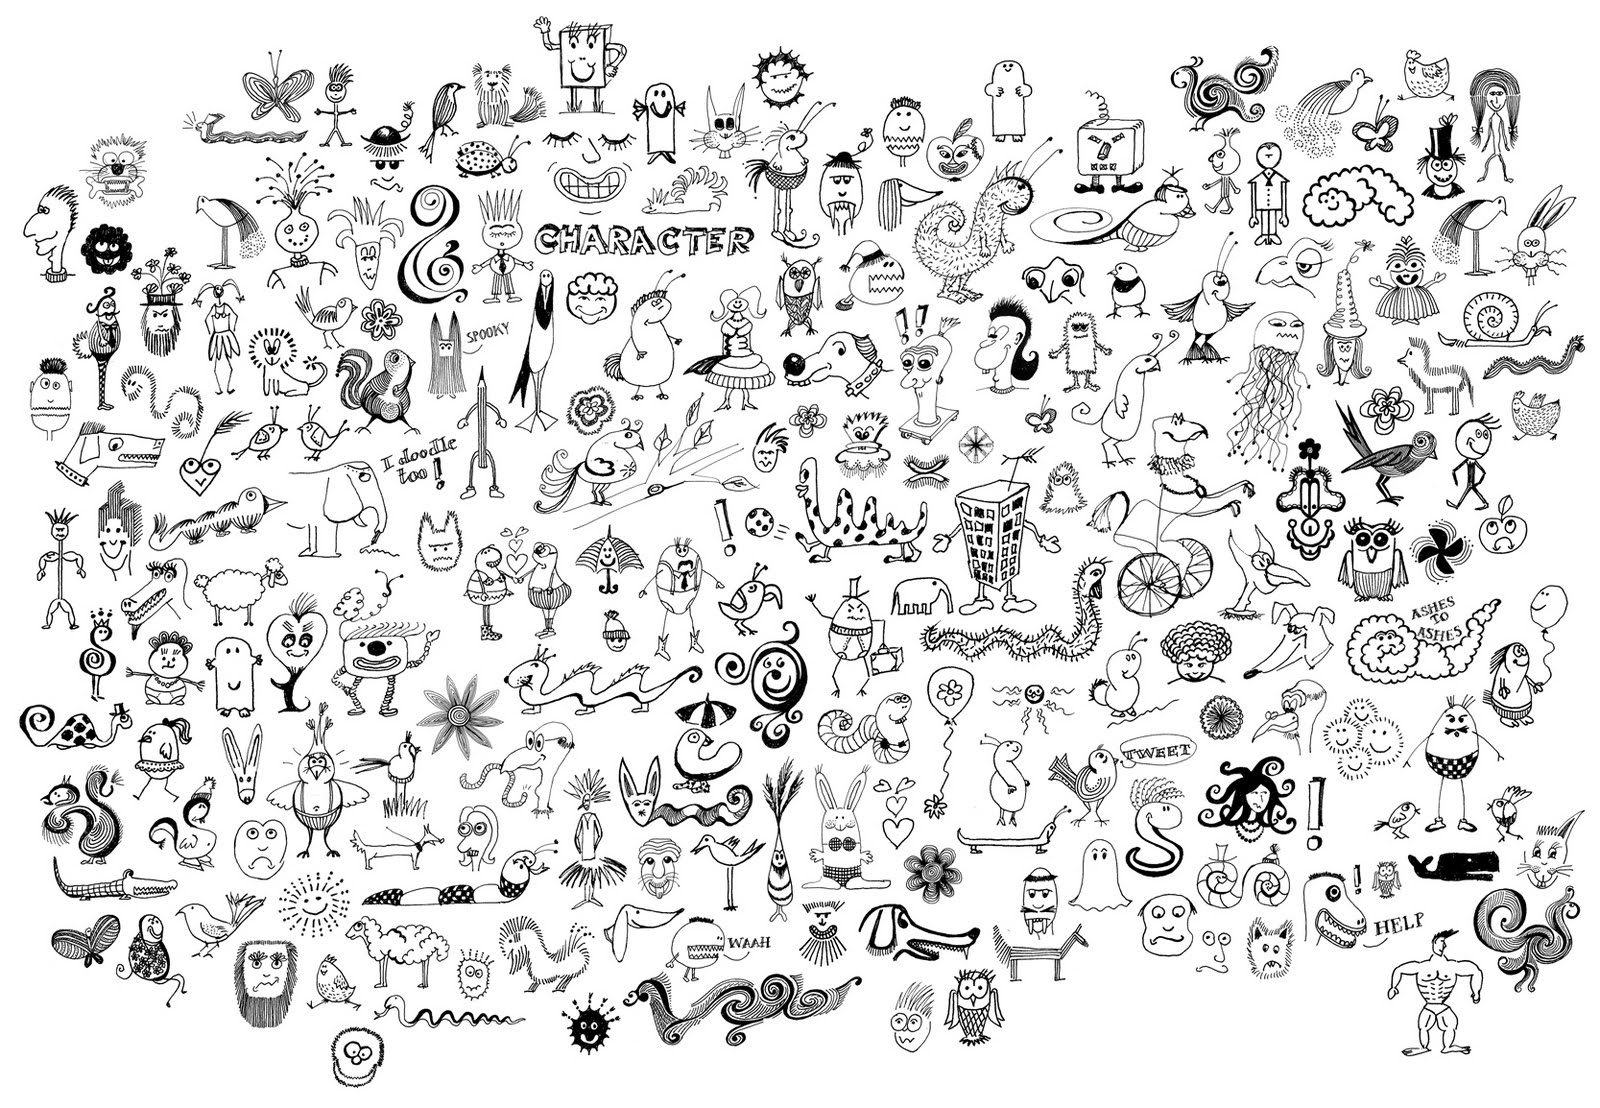 CHARACTER
SPOOKY
I doodle
too!
!!
!
ASHES
TO
ASHES
TWEET
!
!
HELP
WAAH